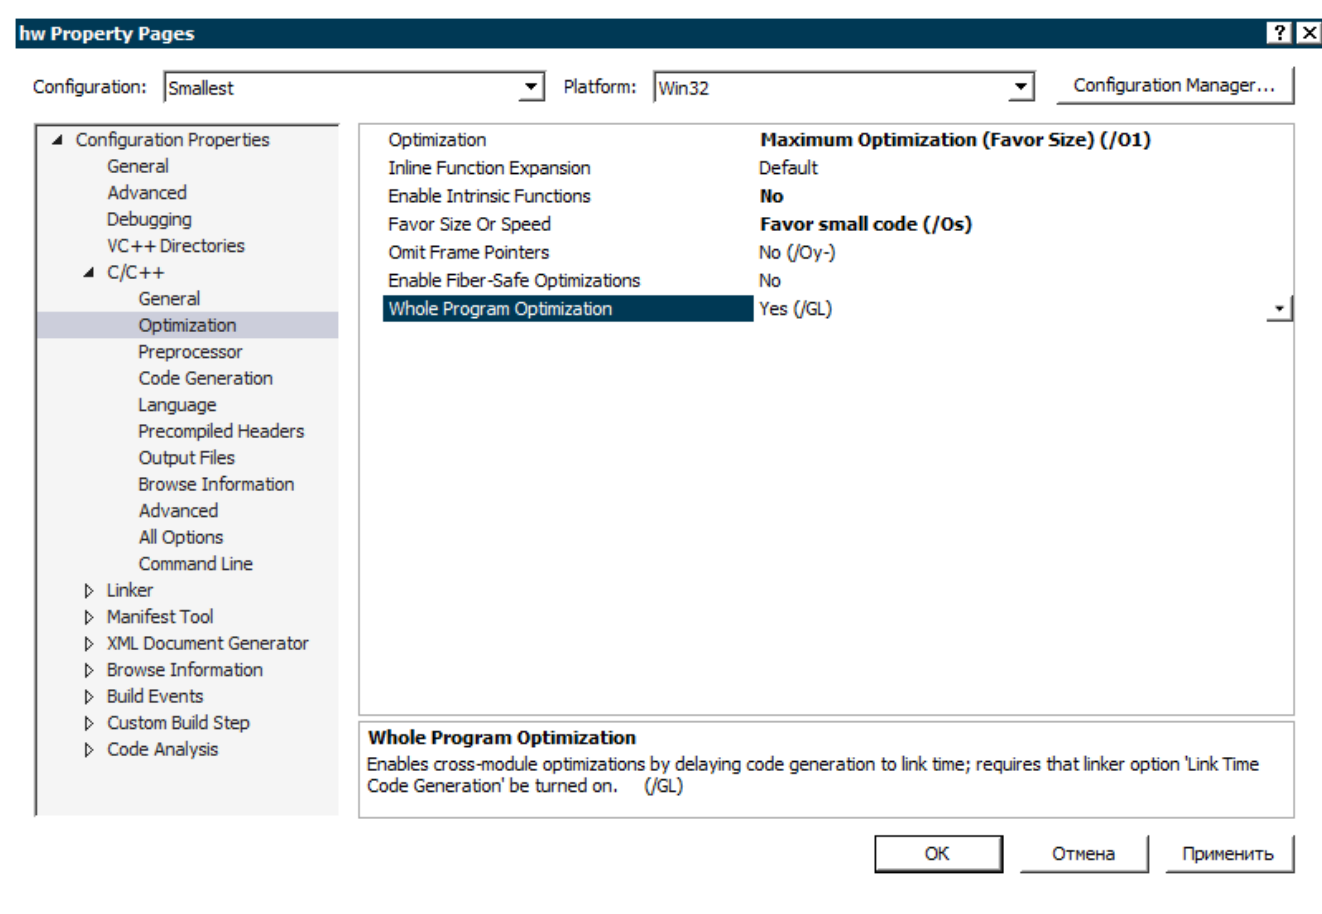 hw Property Pages
Configuration: Smallest Platform: Win32 Configuration Manager...
Configuration Properties
General
Advanced
Debugging
VC++ Directories
C/C++
General
Optimization
Preprocessor
Code Generation
Language
Precompiled Headers
Output Files
Browse Information
Advanced
All Options
Command Line
Linker
Manifest Tool
XML Document Generator
Browse Information
Build Events
Custom Build Step
Code Analysis
Optimization Maximum Optimization (Favor Size) (/O1)
Inline Function Expansion Default
Enable Intrinsic Functions No
Favor Size Or Speed Favor small code (/Os)
Omit Frame Pointers No (/Oy-)
Enable Fiber-Safe Optimizations No
Whole Program Optimization Yes (/GL)
Whole Program Optimization
Enables cross-module optimizations by delaying code generation to link time; requires that linker option 'Link Time
Code Generation' be turned on. (/GL)
OK Отмена Применить